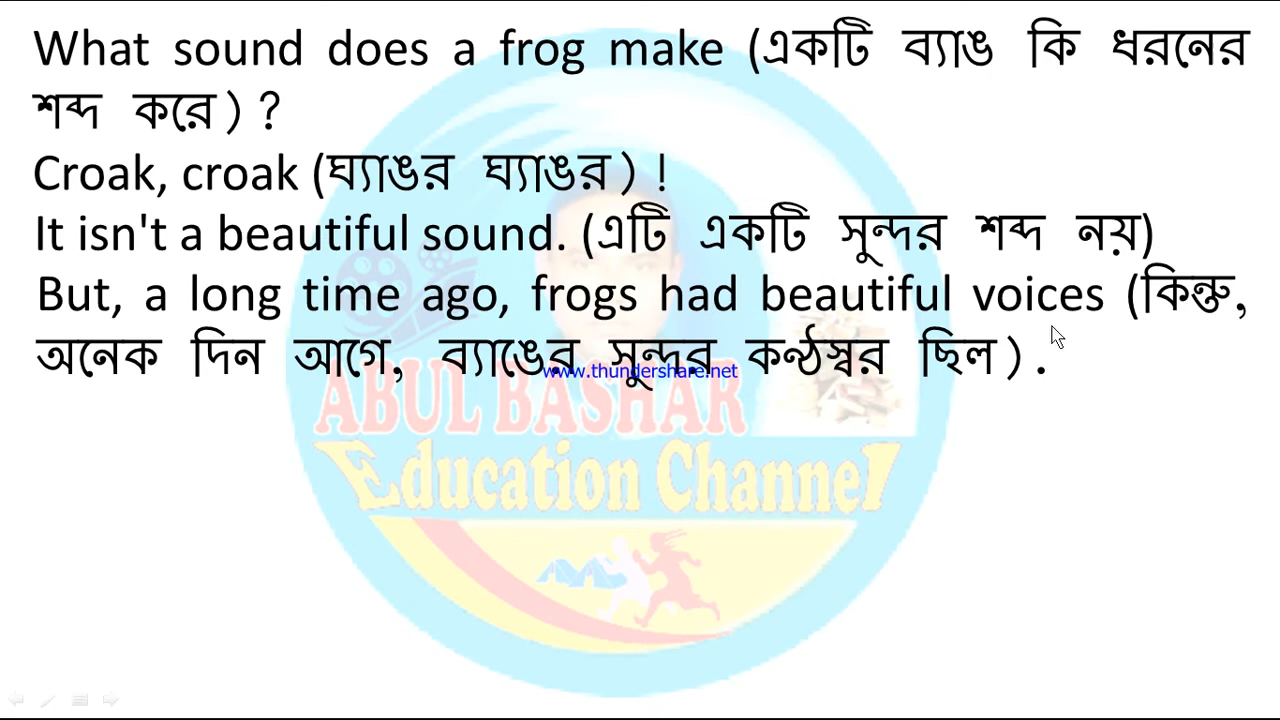 What sound does a frog make (একটি ব্যাঙ কি ধরনের
শব্দ করে) ?
Croak, croak (ঘ্যাঙর ঘ্যাঙর) !
It isn't a beautiful sound. (এটি একটি সুন্দর শব্দ নয়)
But, a long time ago, frogs had beautiful voices (কিন্তু,
অনেক দিন আগে, ব্যাঙের সুন্দর কন্ঠস্বর ছিল) .
www.thundershare.net
ABUL BASHAR
Education Channel